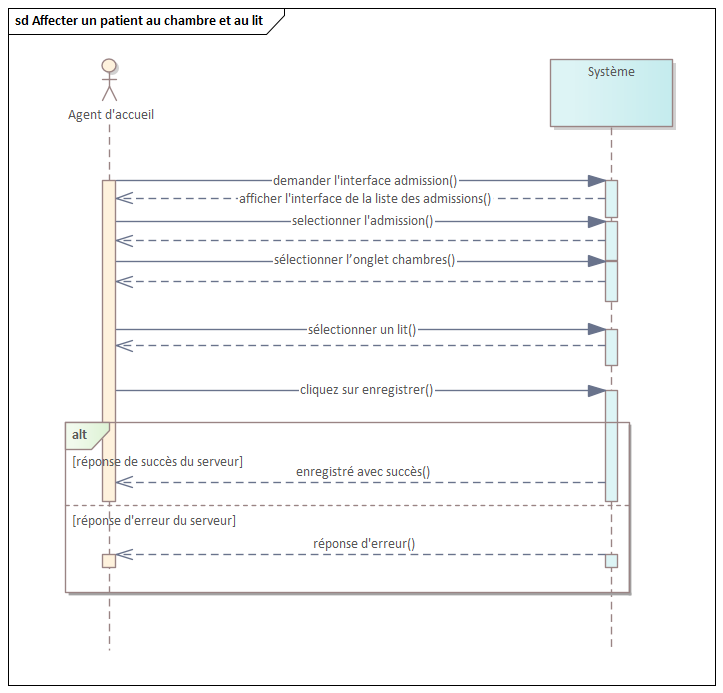 sd Affecter un patient au chambre et au lit
Agent d'accueil
Système
demander l'interface admission()
afficher l'interface de la liste des admissions()
selectionner l'admission()
sélectionner l’onglet chambres()
sélectionner un lit()
cliquez sur enregistrer()
alt
[réponse de succès du serveur]
enregistré avec succès()
[réponse d'erreur du serveur]
réponse d'erreur()